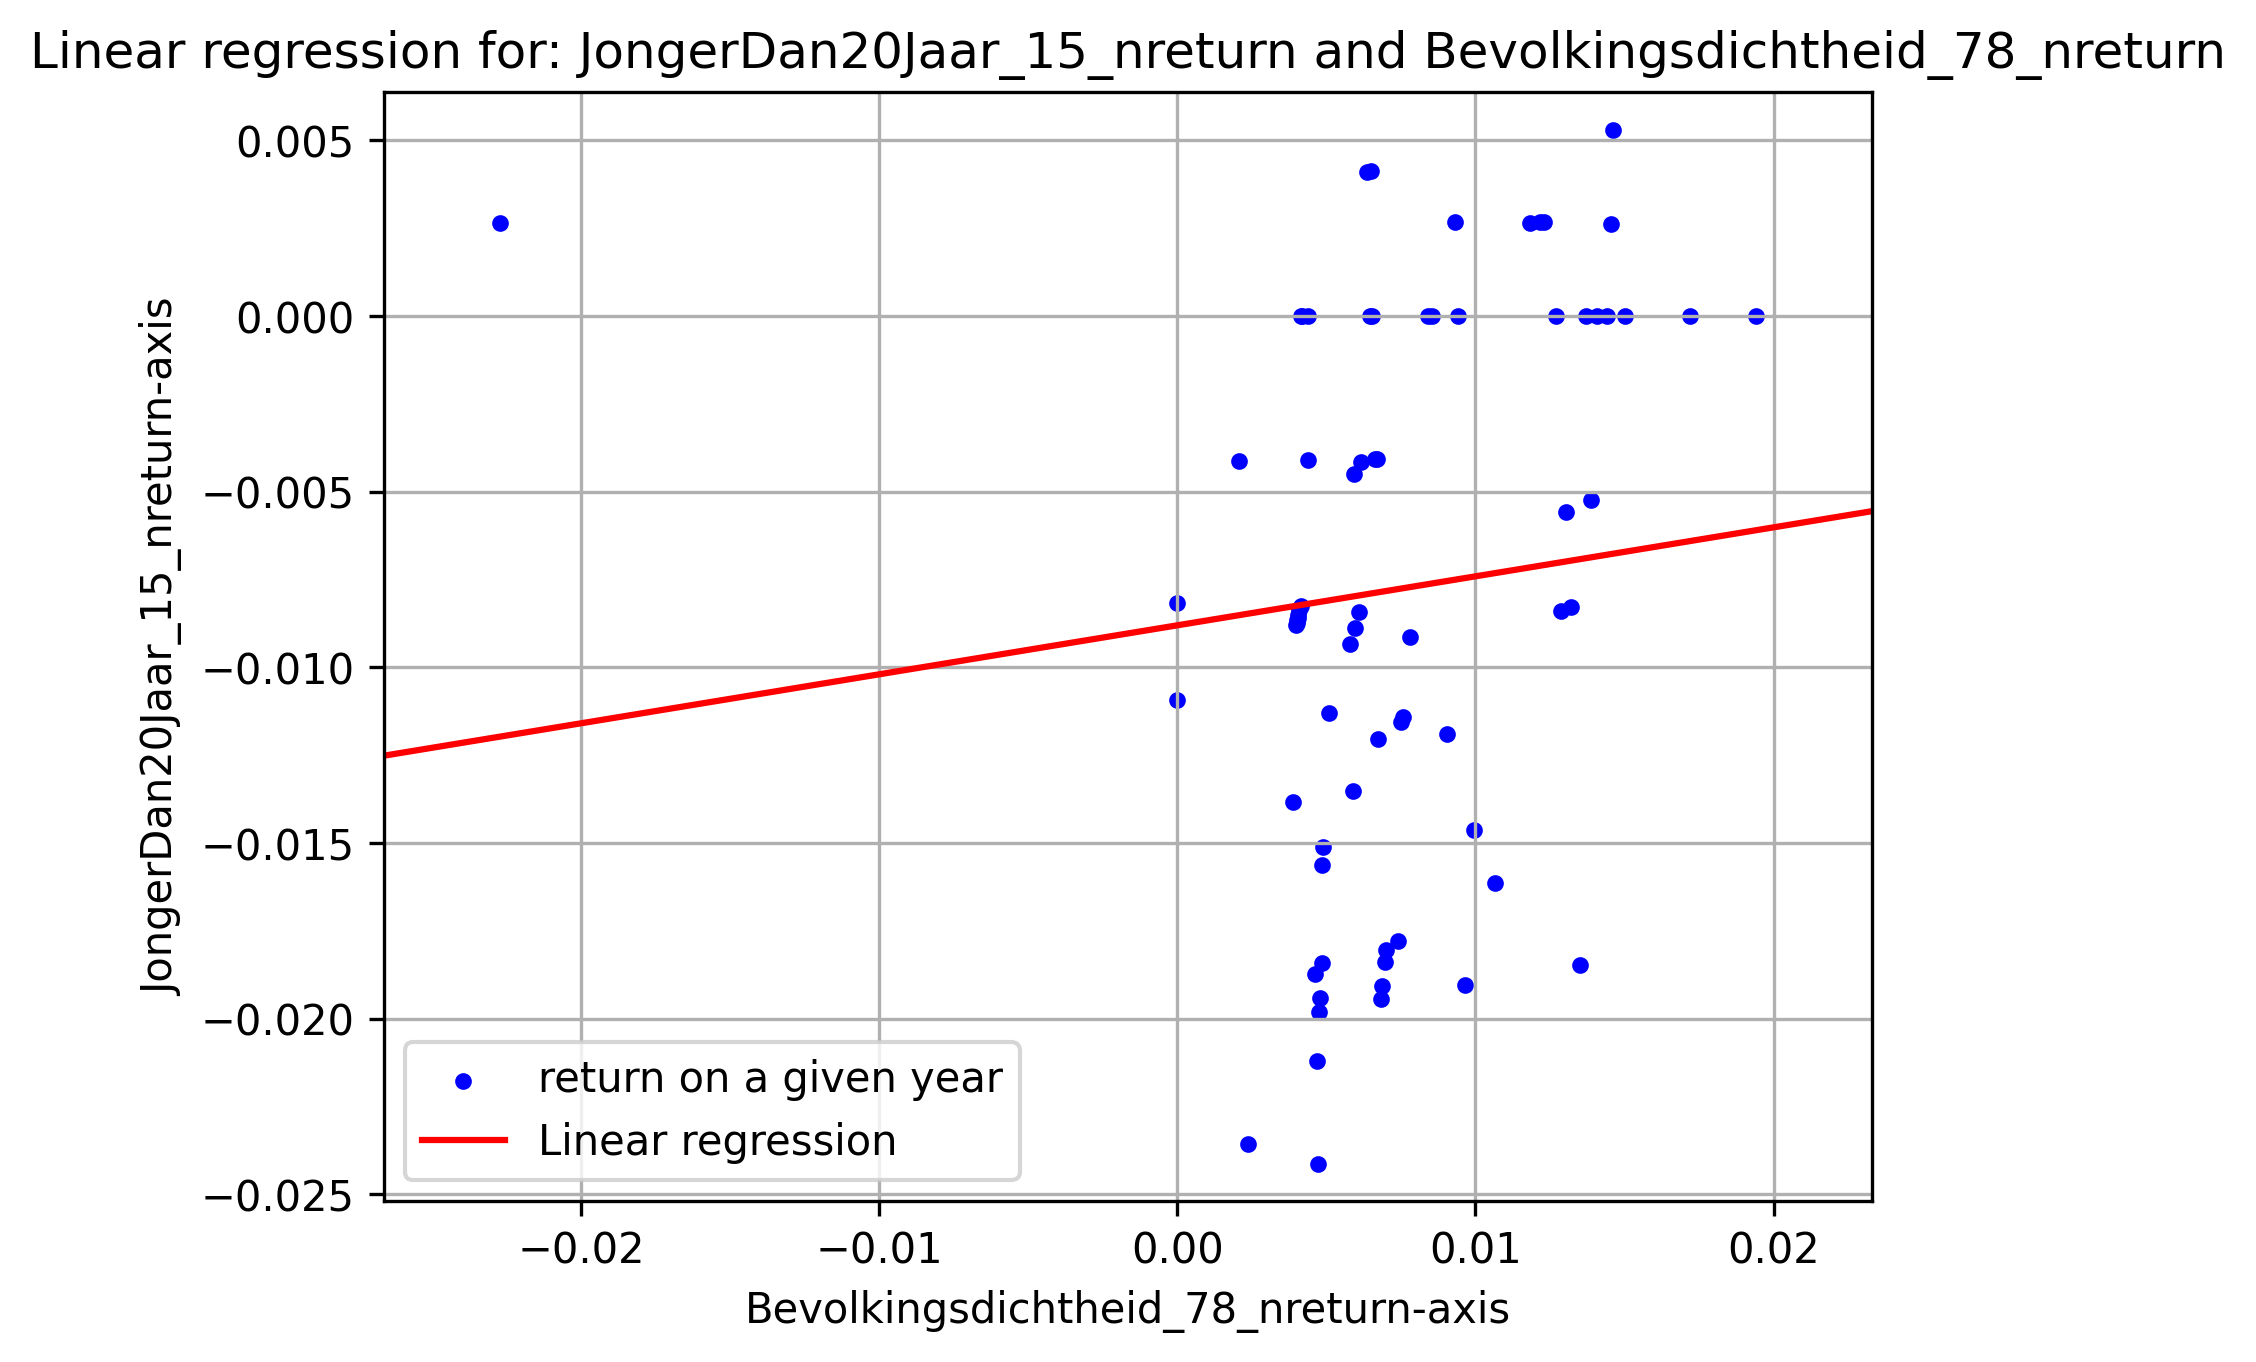 Linear regression for: JongerDan20Jaar_15_nreturn and Bevolkingsdichtheid_78_nreturn
JongerDan20Jaar_15_nreturn-axis
0.005
0.000
−0.005
−0.010
−0.015
−0.020
−0.025
return on a given year
Linear regression
−0.02
−0.01
0.00
0.01
0.02
Bevolkingsdichtheid_78_nreturn-axis